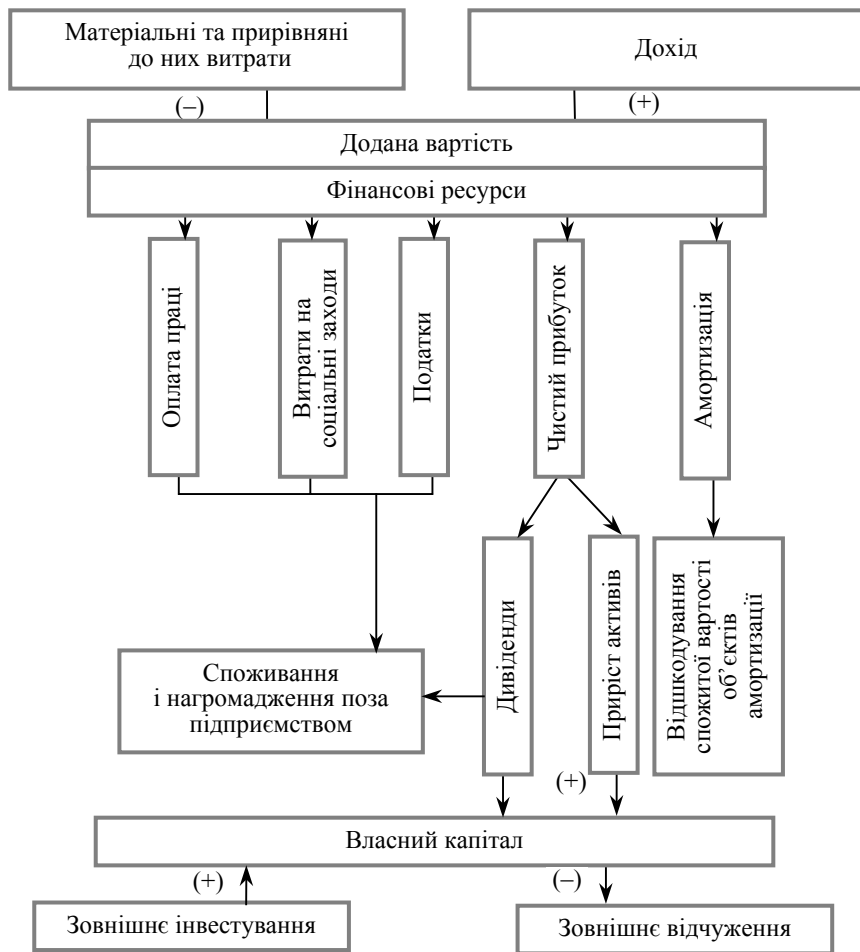 Матеріальні та прирівняні
до них витрати
Дохід
(–)
(+)
Додана вартість
Фінансові ресурси
Оплата праці
Витрати на
соціальні заходи
Податки
Чистий прибуток
Амортизація
Споживання
і нагромадження поза
підприємством
Дивіденди
Приріст активів
Відшкодування
спожитої вартості
об’єктів
амортизації
(+)
Власний капітал
(+)
(–)
Зовнішнє інвестування
Зовнішнє відчуження